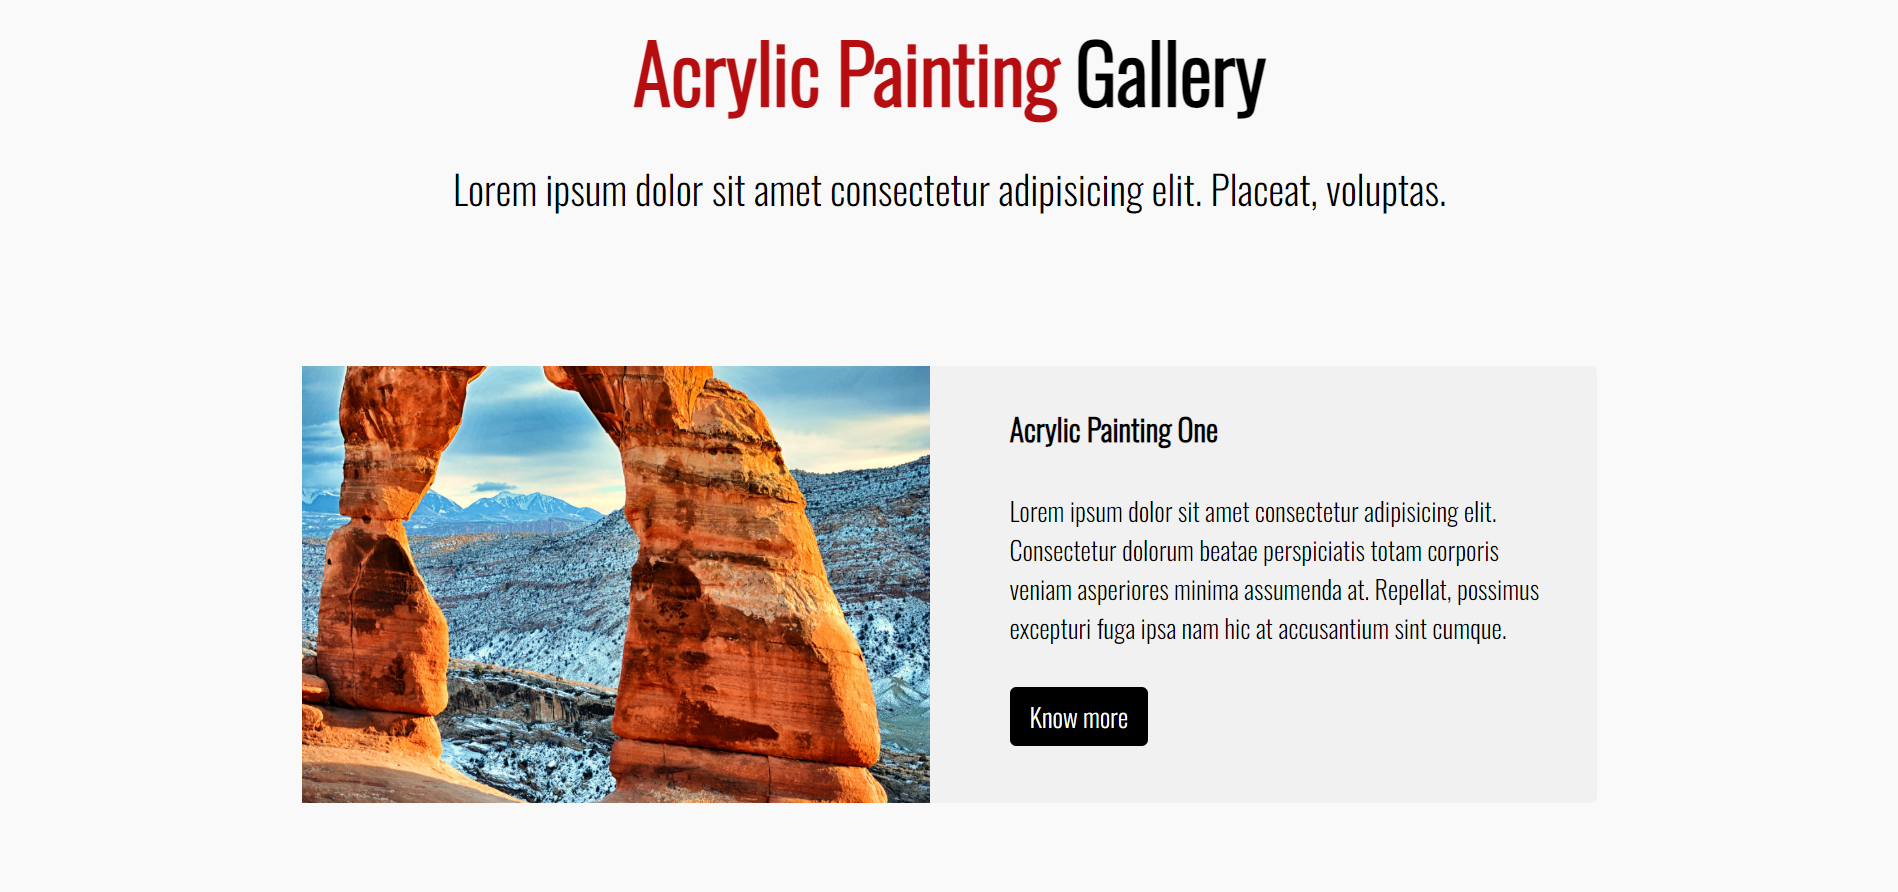 Acrylic Painting Gallery
Lorem ipsum dolor sit amet consectetur adipisicing elit. Placeat, voluptas.
Acrylic Painting One
Lorem ipsum dolor sit amet consectetur adipisicing elit.
Consectetur dolorum beatae perspiciatis totam corporis
veniam asperiores minima assumenda at. Repellat, possimus
excepturi fuga ipsa nam hic at accusantium sint cumque.
Know more